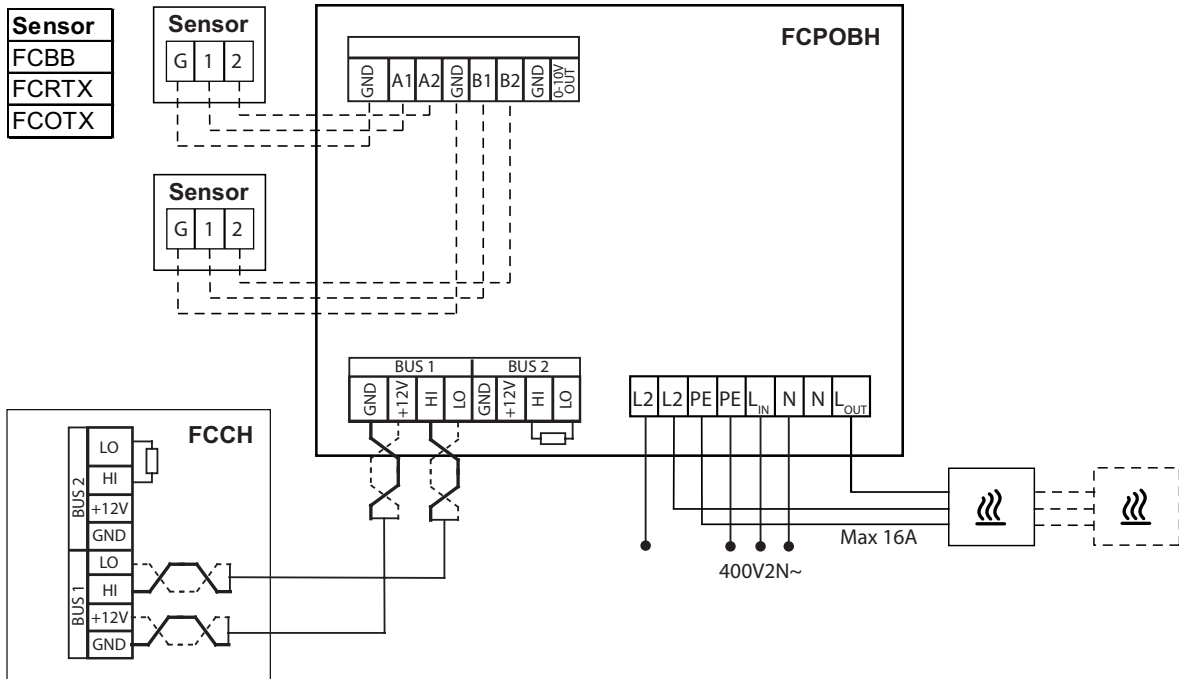 Sensor
FCBB
FCRTX
FCOTX
Sensor
G 1 2
Sensor
G 1 2
FCPOBH
GND A1 A2 GND B1 B2 GND 0-10V OUT
BUS 1 BUS 2
GND +12V HI LO GND +12V HI LO
L2 L2 PE PE LIN N N LOUT
Max 16A
400V2N~
FCCH
BUS 2
LO
HI
+12V
GND
BUS 1
LO
HI
+12V
GND